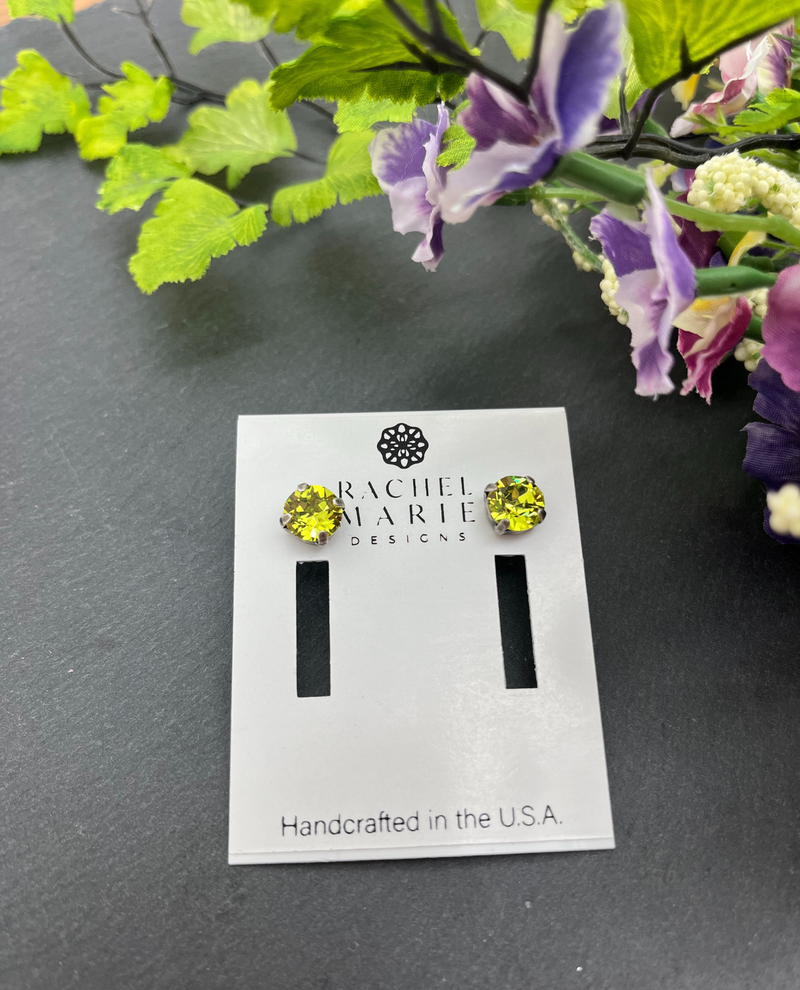 RACHEL
MARIE
DESIGNS
Handcrafted in the U.S.A.